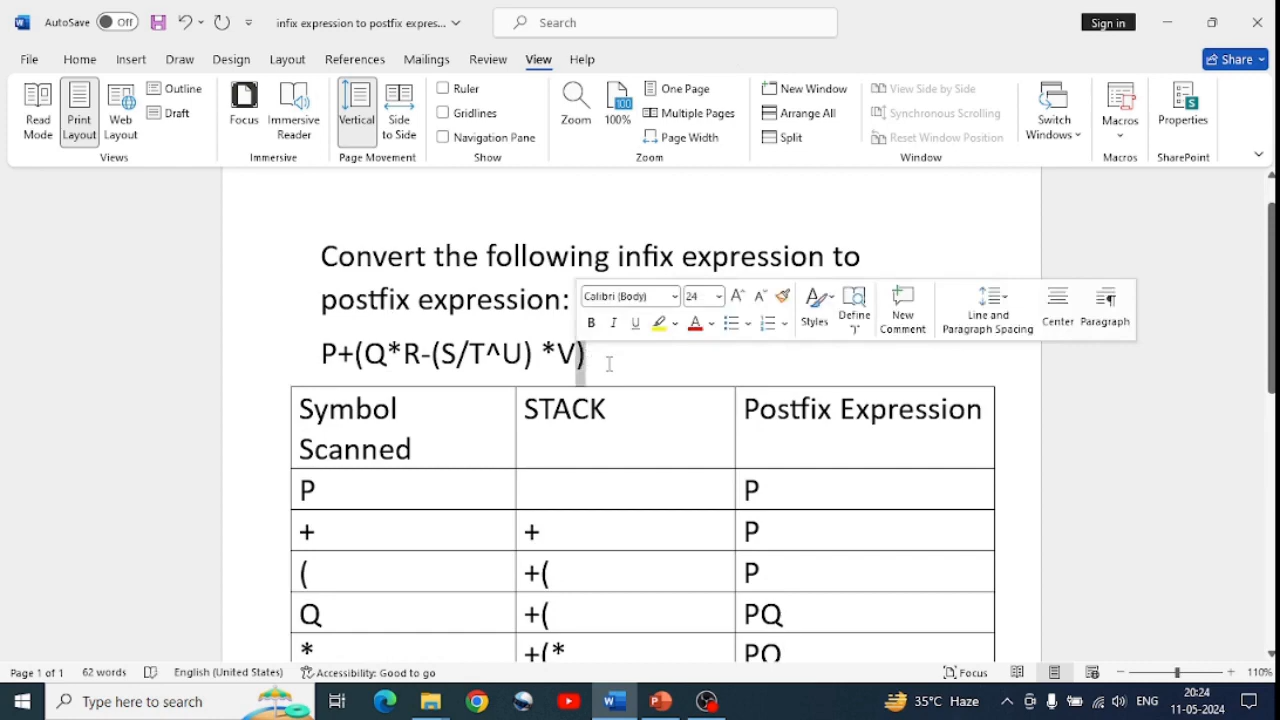 AutoSave Off infix expression to postfix expres... Search Sign in
File Home Insert Draw Design Layout References Mailings Review View Help Share
Read Mode Print Layout Web Layout Outline Draft Views
Focus Immersive Reader Immersive
Vertical Side to Side Page Movement
Ruler Gridlines Navigation Pane Show
Zoom 100% One Page Multiple Pages Page Width Zoom
New Window Arrange All Split View Side by Side Synchronous Scrolling Reset Window Position Switch Windows Window
Macros Macros
Properties SharePoint
Convert the following infix expression to
postfix expression:
Calibri (Body) 24 Styles Define New Comment Line and Paragraph Spacing Center Paragraph
B I U A
P+(Q*R-(S/T^U) *V)
Symbol Scanned STACK Postfix Expression
P P
+ + P
( +( P
Q +( PQ
* +(* PQ
Page 1 of 1 62 words English (United States) Accessibility: Good to go Focus 110%
Type here to search 35°C Haze ENG 20:24
11-05-2024